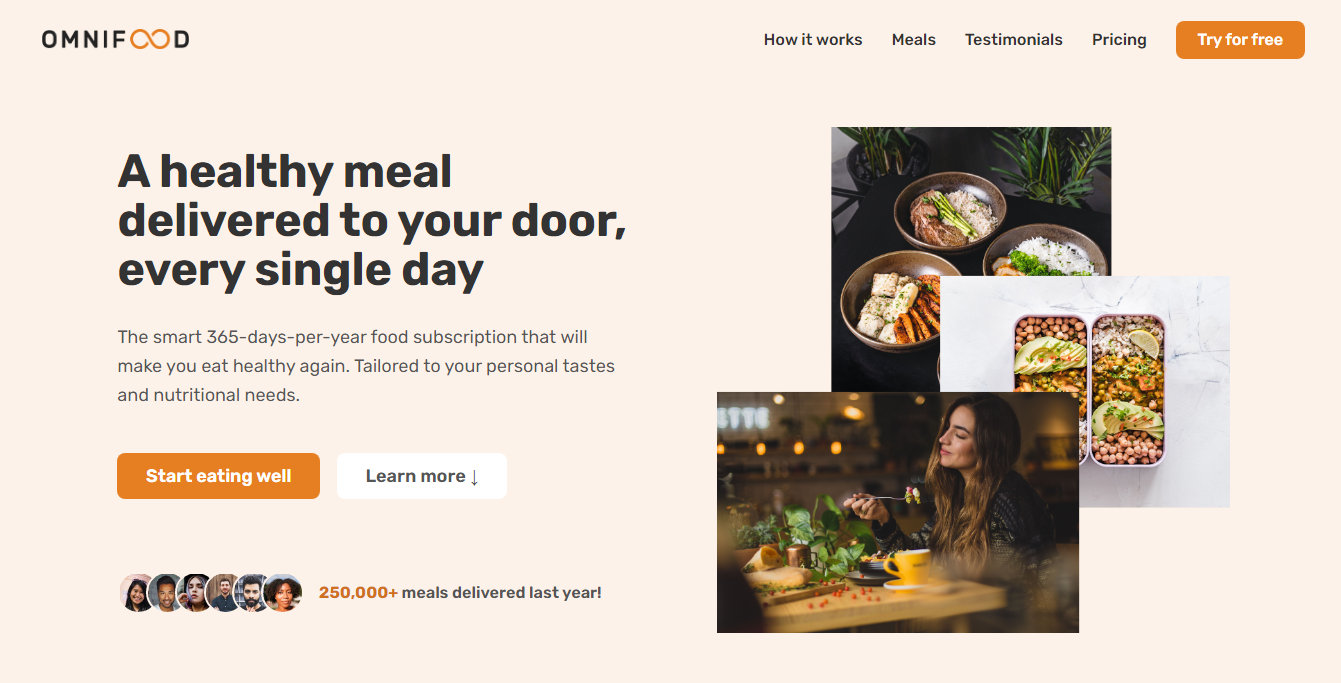 OMNIFOOD
How it works Meals Testimonials Pricing Try for free
A healthy meal
delivered to your door,
every single day
The smart 365-days-per-year food subscription that will
make you eat healthy again. Tailored to your personal tastes
and nutritional needs.
Start eating well Learn more ↓
250,000+ meals delivered last year!